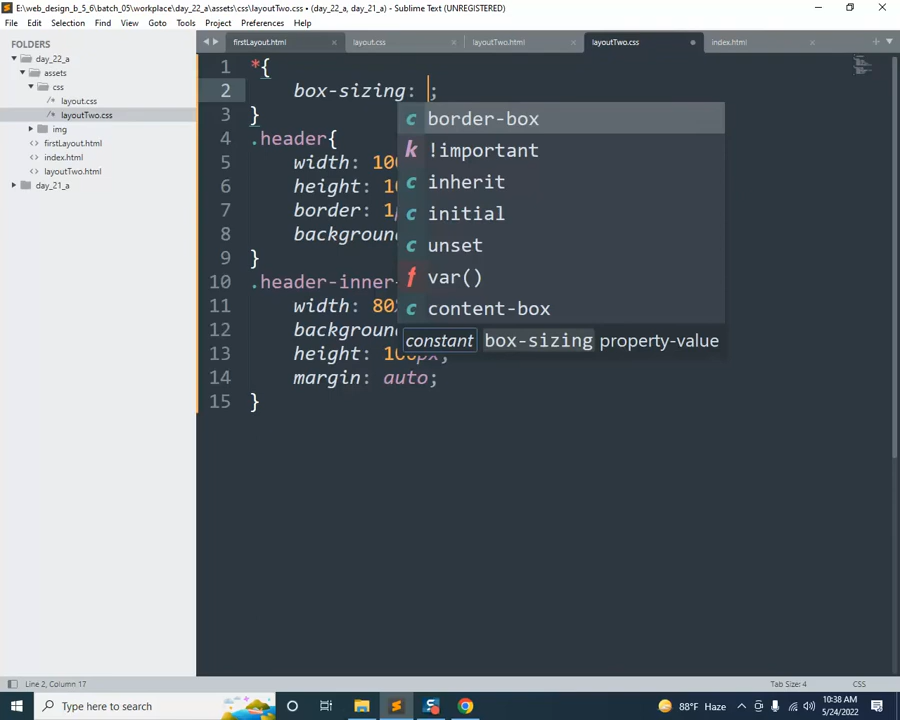 E:\web_design_b_5_6\batch_05\workplace\day_22_a\assets\css\layoutTwo.css • (day_22_a, day_21_a) - Sublime Text (UNREGISTERED)
File Edit Selection Find View Goto Tools Project Preferences Help
FOLDERS
day_22_a
assets
css
layout.css
layoutTwo.css
img
firstLayout.html
index.html
layoutTwo.html
day_21_a
firstLayout.html layout.css layoutTwo.html layoutTwo.css index.html
1 *{
2 box-sizing: ;
3 }
4 .header{
5 width: 100
6 height: 10
7 border: 1
8 background
9 }
10 .header-inner-
11 width: 80%
12 background
13 height: 100px;
14 margin: auto;
15 }
c border-box
k !important
c inherit
c initial
c unset
f var()
c content-box
constant box-sizing property-value
Line 2, Column 17 Tab Size: 4 CSS
Type here to search
88°F Haze
10:38 AM
5/24/2022